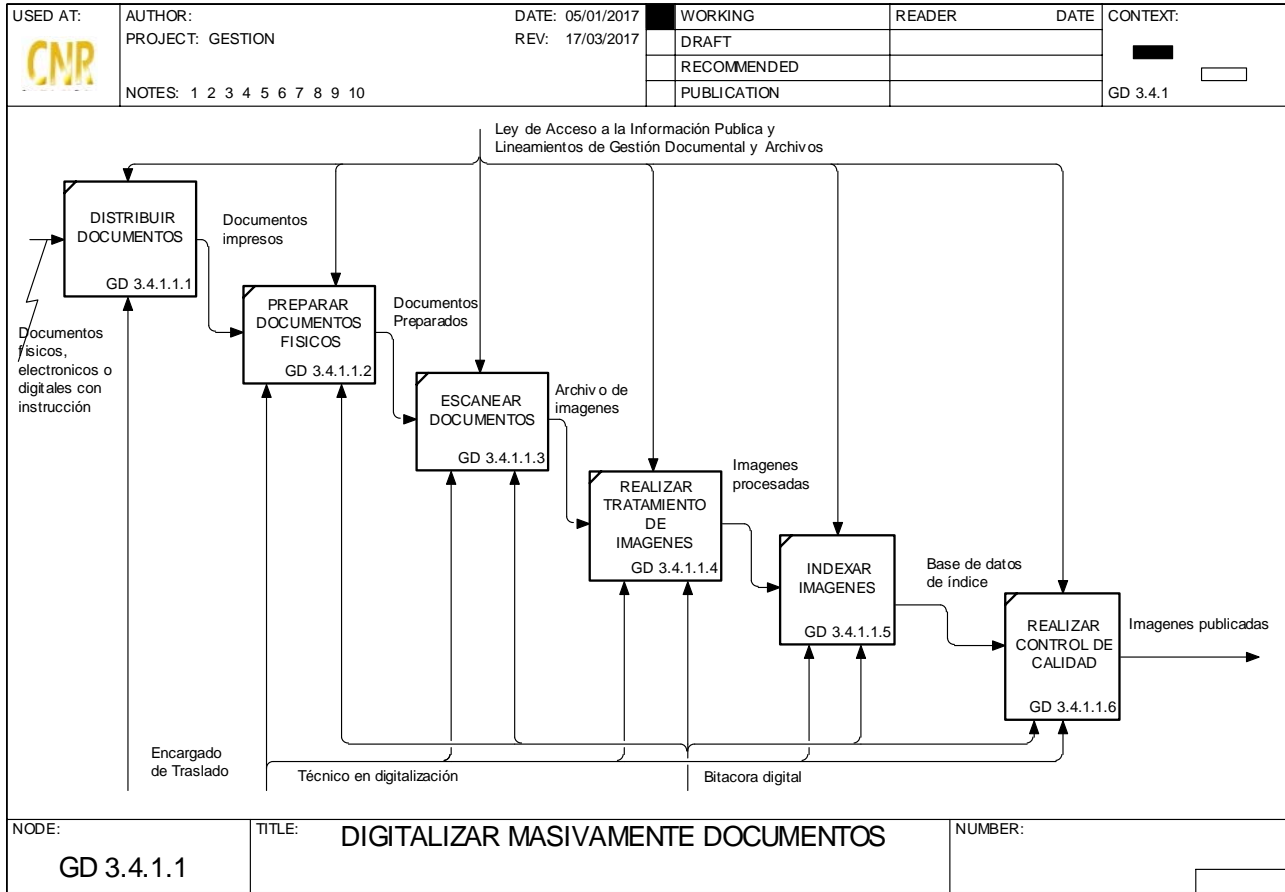 USED AT:
CNR
AUTHOR:
DATE: 05/01/2017
PROJECT: GESTION
REV: 17/03/2017
NOTES: 1 2 3 4 5 6 7 8 9 10
WORKING
DRAFT
RECOMMENDED
PUBLICATION
READER DATE
CONTEXT:
GD 3.4.1
Ley de Acceso a la Información Publica y
Lineamientos de Gestión Documental y Archivos
DISTRIBUIR
DOCUMENTOS
GD 3.4.1.1.1
Documentos
impresos
Documentos
fisicos,
electronicos o
digitales con
instrucción
PREPARAR
DOCUMENTOS
FISICOS
GD 3.4.1.1.2
Documentos
Preparados
ESCANEAR
DOCUMENTOS
GD 3.4.1.1.3
Archivo de
imagenes
REALIZAR
TRATAMIENTO
DE
IMAGENES
GD 3.4.1.1.4
Imagenes
procesadas
INDEXAR
IMAGENES
GD 3.4.1.1.5
Base de datos
de índice
REALIZAR
CONTROL DE
CALIDAD
GD 3.4.1.1.6
Imagenes publicadas
Encargado
de Traslado
Técnico en digitalización
Bitacora digital
NODE:
GD 3.4.1.1
TITLE:
DIGITALIZAR MASIVAMENTE DOCUMENTOS
NUMBER: